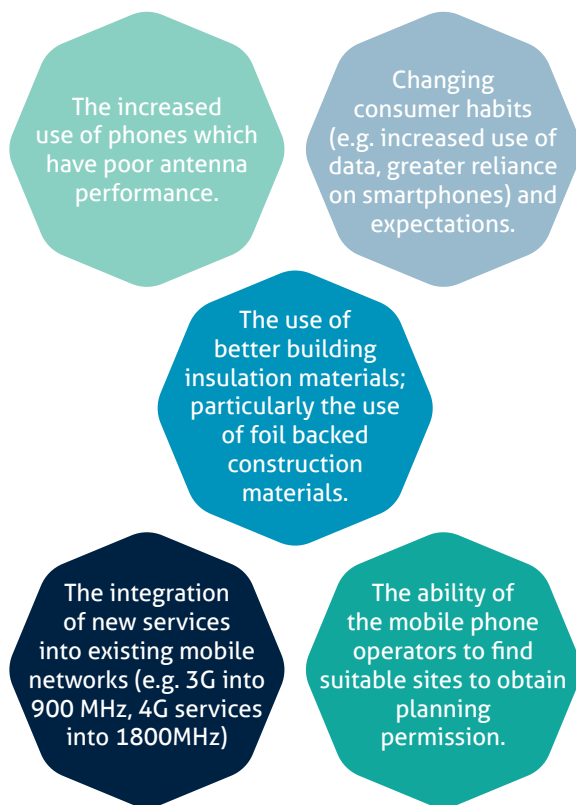 The increased
use of phones which
have poor antenna
performance.
Changing
consumer habits
(e.g. increased use of
data, greater reliance
on smartphones) and
expectations.
The use of
better building
insulation materials;
particularly the use
of foil backed
construction
materials.
The integration
of new services
into existing mobile
networks (e.g. 3G into
900 MHz, 4G services
into 1800MHz)
The ability of
the mobile phone
operators to find
suitable sites to obtain
planning
permission.